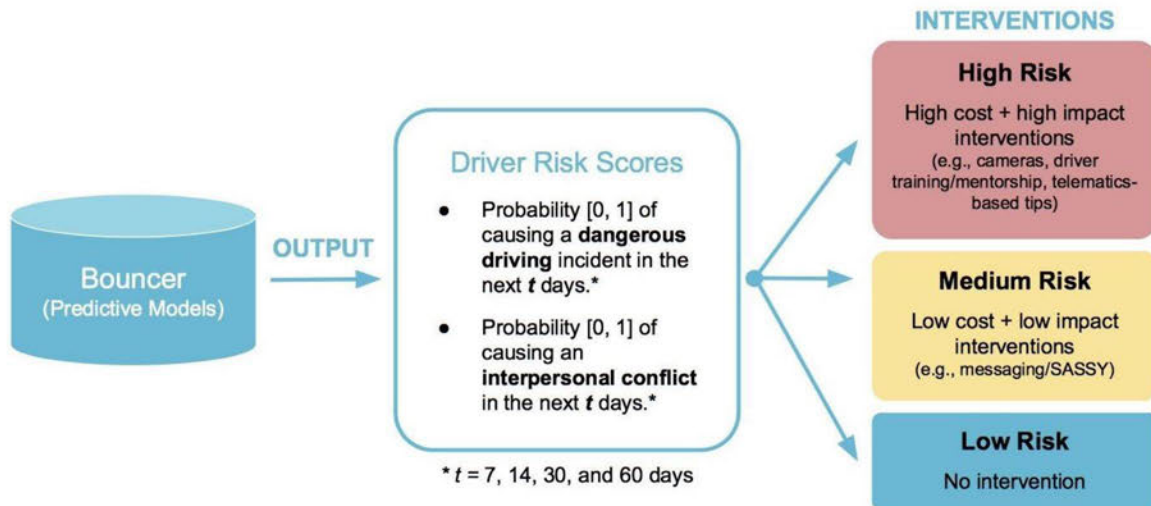 Bouncer
(Predictive Models)
OUTPUT
Driver Risk Scores
● Probability [0, 1] of
causing a dangerous
driving incident in the
next t days.*
● Probability [0, 1] of
causing an
interpersonal conflict
in the next t days.*
* t = 7, 14, 30, and 60 days
INTERVENTIONS
High Risk
High cost + high impact
interventions
(e.g., cameras, driver
training/mentorship, telematics-
based tips)
Medium Risk
Low cost + low impact
interventions
(e.g., messaging/SASSY)
Low Risk
No intervention